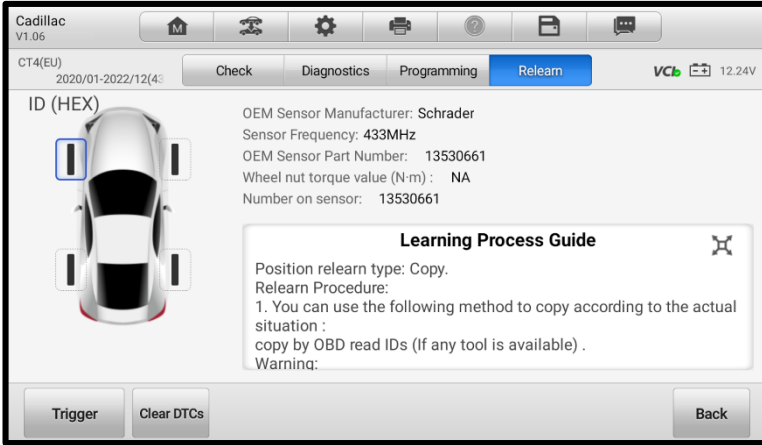 Cadillac
V1.06
M
?
CT4(EU)
2020/01-2022/12(43
Check
Diagnostics
Programming
Relearn
VCI
12.24V
ID (HEX)
OEM Sensor Manufacturer: Schrader
Sensor Frequency: 433MHz
OEM Sensor Part Number: 13530661
Wheel nut torque value (N·m) : NA
Number on sensor: 13530661
Learning Process Guide
Position relearn type: Copy.
Relearn Procedure:
1. You can use the following method to copy according to the actual
situation :
copy by OBD read IDs (If any tool is available) .
Warning:
Trigger
Clear DTCs
Back